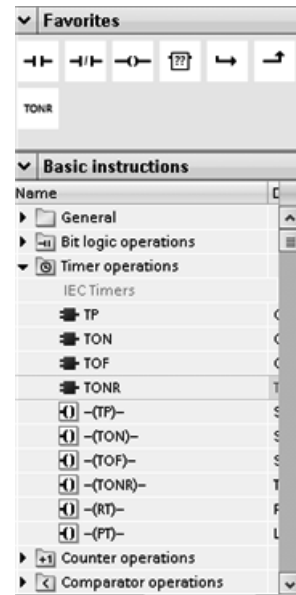 Favorites
??
TONR
Basic instructions
Name
General
Bit logic operations
Timer operations
IEC Timers
TP
TON
TOF
TONR
-(TP)-
-(TON)-
-(TOF)-
-(TONR)-
-(RT)-
-(PT)-
+1 Counter operations
Comparator operations